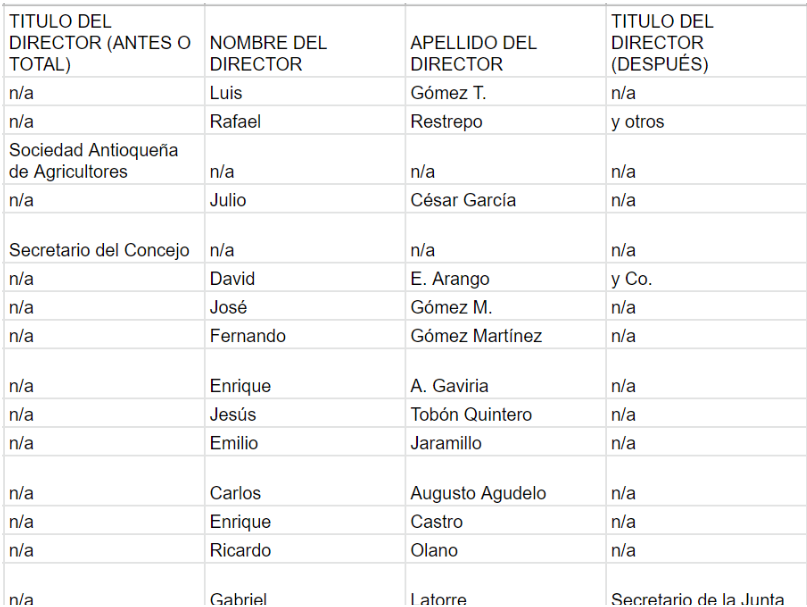 TITULO DEL DIRECTOR (ANTES O TOTAL) NOMBRE DEL DIRECTOR APELLIDO DEL DIRECTOR TITULO DEL DIRECTOR (DESPUÉS)
n/a Luis Gómez T. n/a
n/a Rafael Restrepo y otros
Sociedad Antioqueña de Agricultores n/a n/a n/a
n/a Julio César García n/a
Secretario del Concejo n/a n/a n/a
n/a David E. Arango y Co.
n/a José Gómez M. n/a
n/a Fernando Gómez Martínez n/a
n/a Enrique A. Gaviria n/a
n/a Jesús Tobón Quintero n/a
n/a Emilio Jaramillo n/a
n/a Carlos Augusto Agudelo n/a
n/a Enrique Castro n/a
n/a Ricardo Olano n/a
n/a Gabriel Latorre Secretario de la Junta